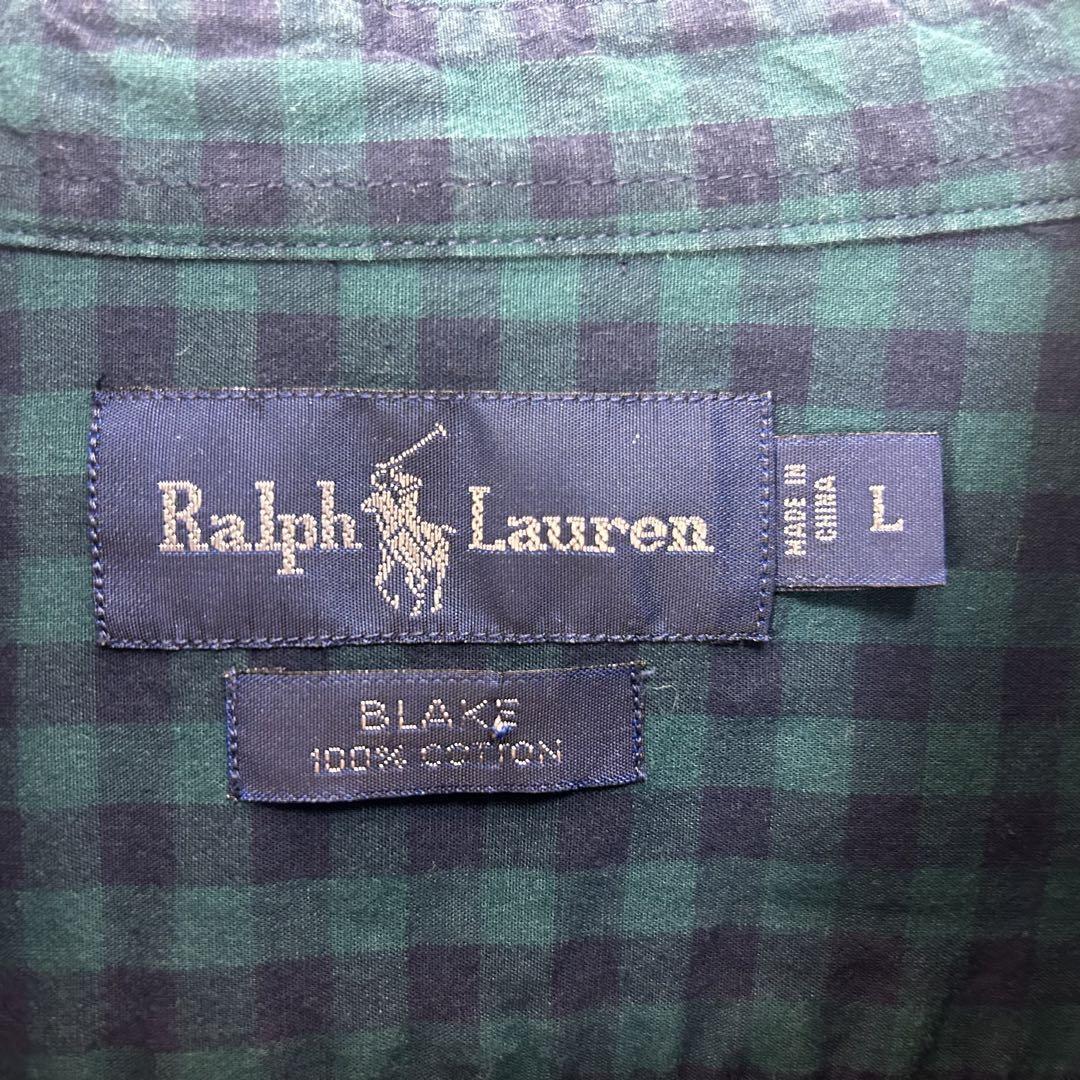 Ralph Lauren
MADE IN
CHINA
L
BLAKE
100% COTTON